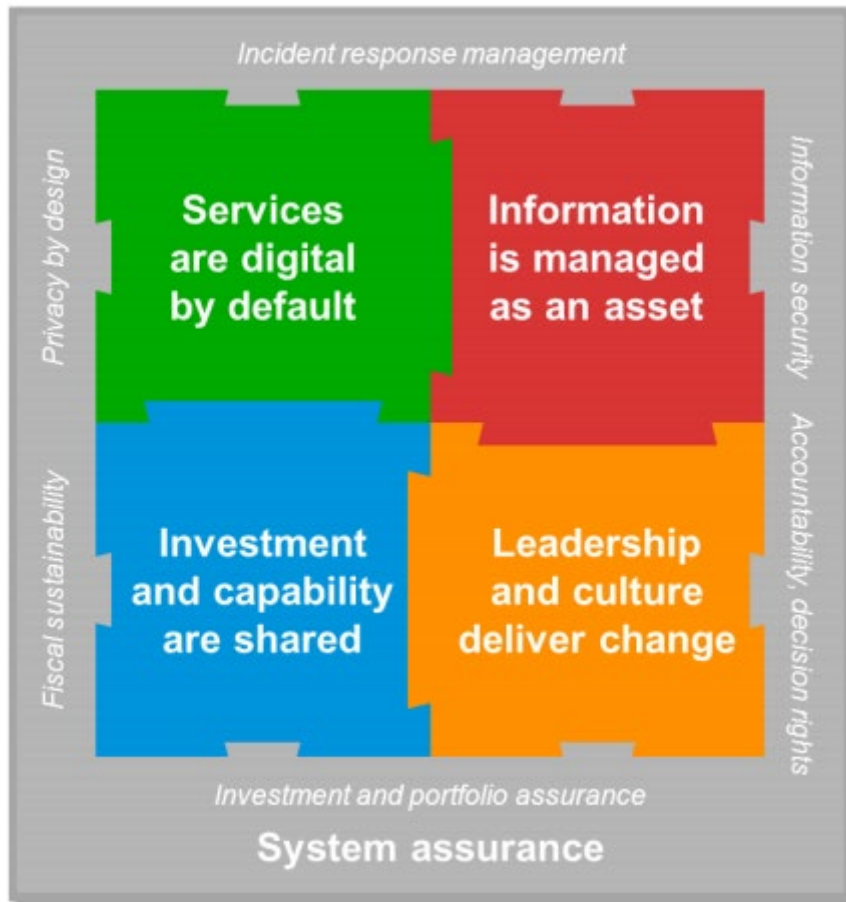 Incident response management
Privacy by design
Services
are digital
by default
Information
is managed
as an asset
Information security
Fiscal sustainability
Investment
and capability
are shared
Leadership
and culture
deliver change
Accountability, decision rights
Investment and portfolio assurance
System assurance